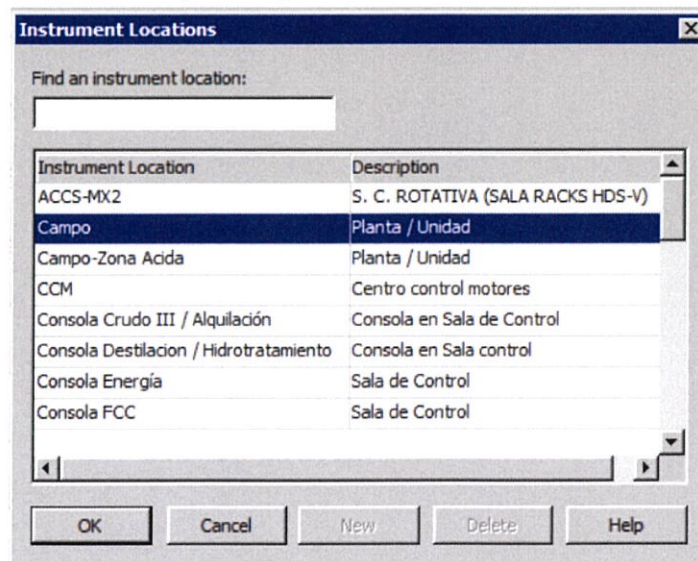 Instrument Locations
Find an instrument location:
Instrument Location Description
ACCS-MX2 S. C. ROTATIVA (SALA RACKS HDS-V)
Campo Planta / Unidad
Campo-Zona Acida Planta / Unidad
CCM Centro control motores
Consola Crudo III / Alquilación Consola en Sala de Control
Consola Destilacion / Hidrotratamiento Consola en Sala control
Consola Energía Sala de Control
Consola FCC Sala de Control
OK Cancel New Delete Help